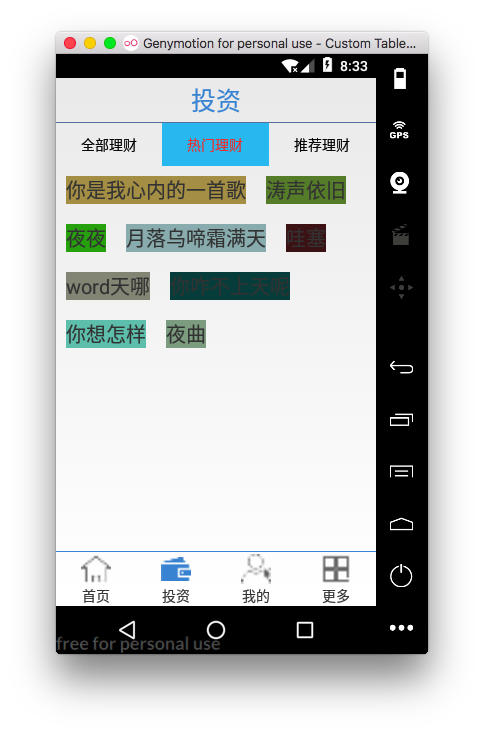 Genymotion for personal use - Custom Table...
8:33
GPS
投资
全部理财 热门理财 推荐理财
你是我心内的一首歌 涛声依旧
夜夜 月落乌啼霜满天 哇塞
word天哪 你咋不上天呢
你想怎样 夜曲
首页 投资 我的 更多
free for personal use